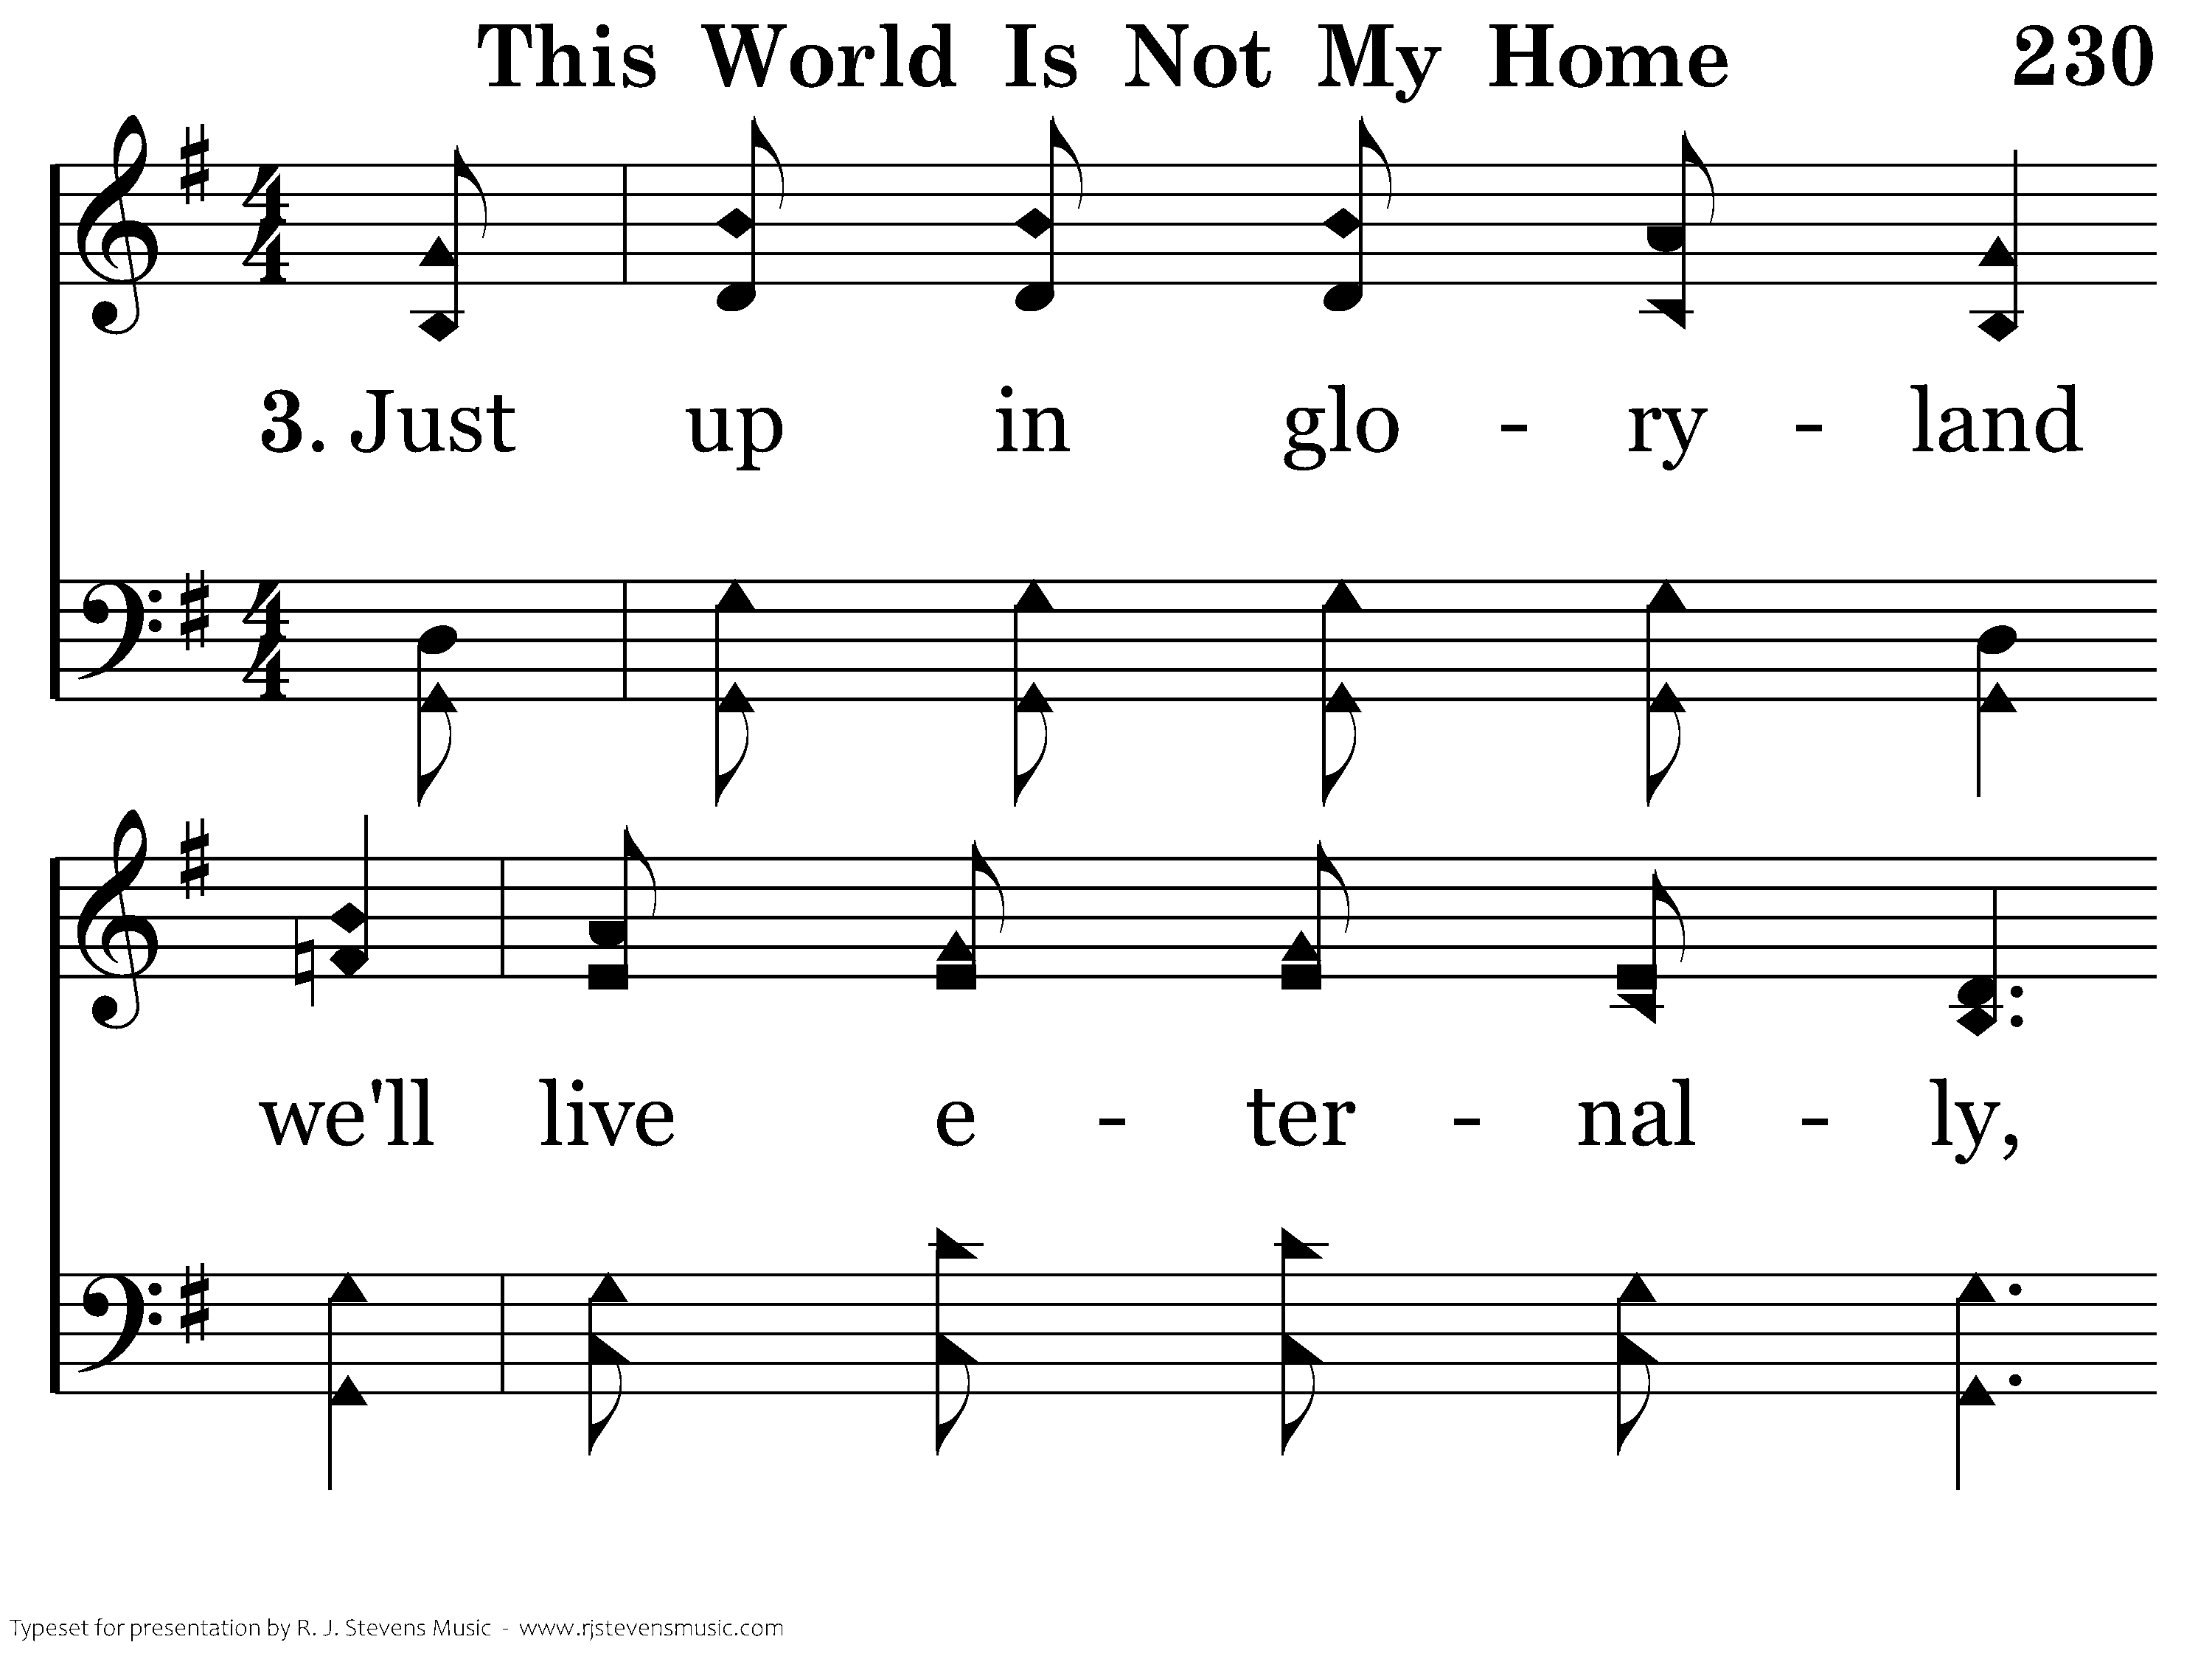 This World Is Not My Home 230
3. Just up in glo - ry - land
we'll live e - ter - nal - ly,
Typeset for presentation by R. J. Stevens Music - www.rjstevensmusic.com